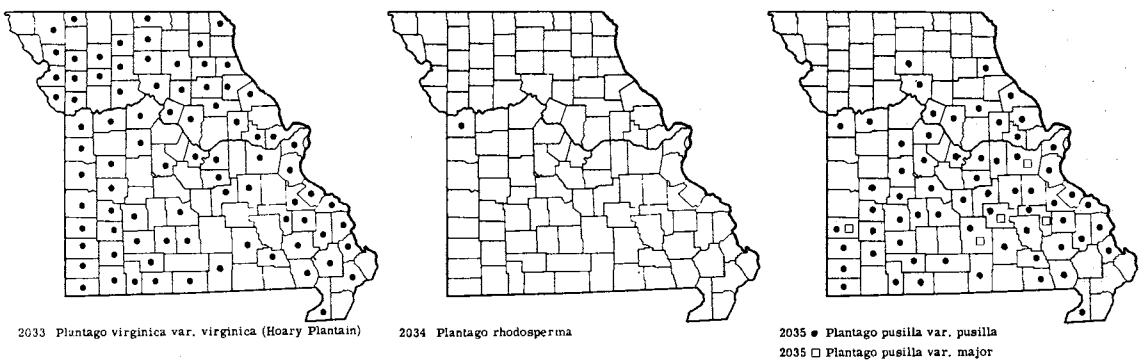 2033 Plantago virginica var. virginica (Hoary Plantain)
2034 Plantago rhodosperma
2035 ● Plantago pusilla var. pusilla
2035 □ Plantago pusilla var. major